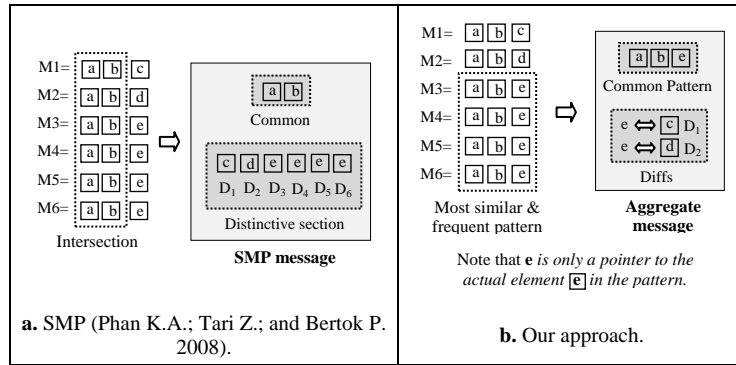 M1= a b c
M2= a b d
M3= a b e
M4= a b e
M5= a b e
M6= a b e
Intersection
a b
Common
c d e e e e
D1 D2 D3 D4 D5 D6
Distinctive section
SMP message
a. SMP (Phan K.A.; Tari Z.; and Bertok P.
2008).
M1= a b c
M2= a b d
M3= a b e
M4= a b e
M5= a b e
M6= a b e
Most similar &
frequent pattern
a b e
Common Pattern
e ⇔ c D1
e ⇔ d D2
Diffs
Aggregate
message
Note that e is only a pointer to the
actual element e in the pattern.
b. Our approach.